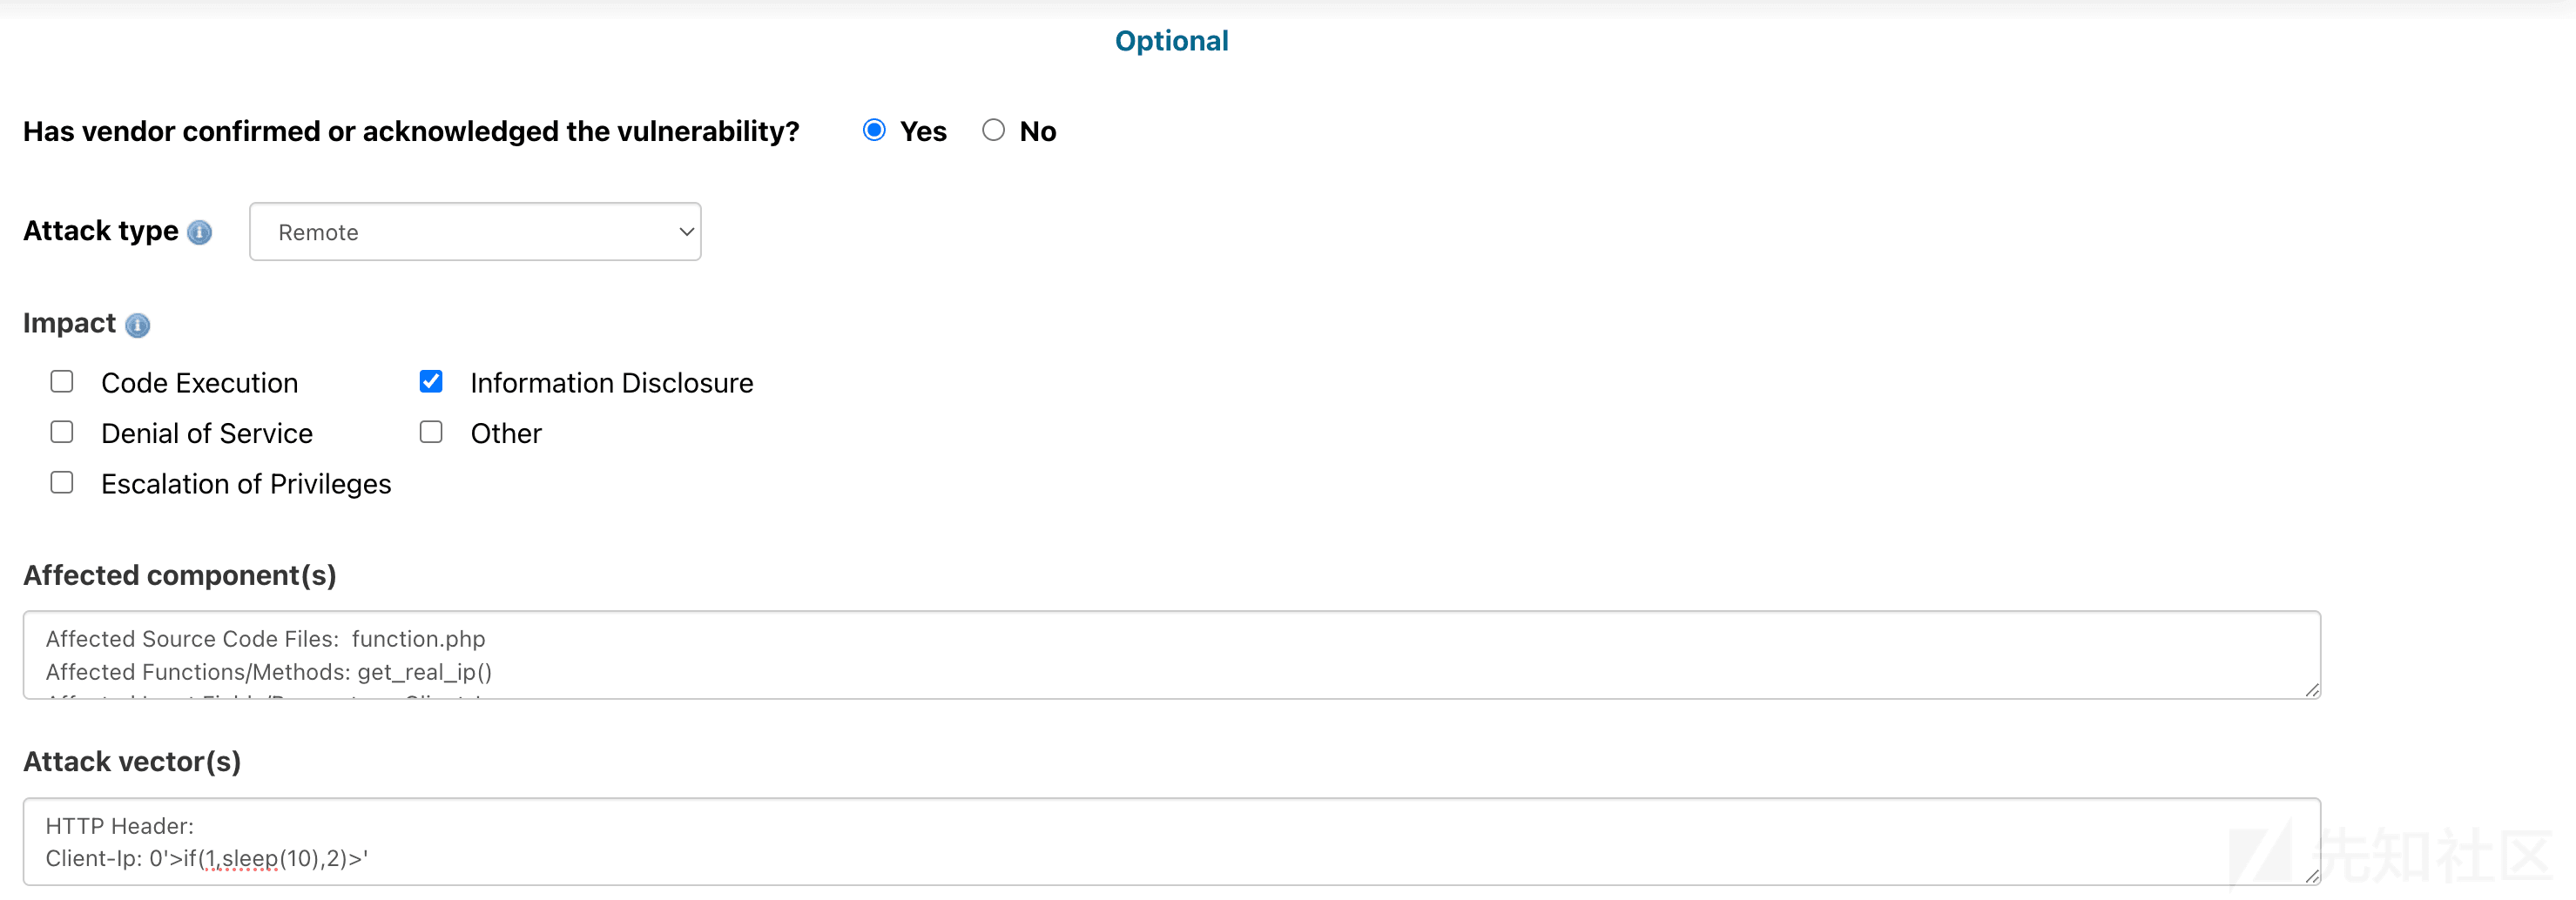 Optional
Has vendor confirmed or acknowledged the vulnerability? Yes No
Attack type Remote
Impact
Code Execution Information Disclosure
Denial of Service Other
Escalation of Privileges
Affected component(s)
Affected Source Code Files:  function.php
Affected Functions/Methods: get_real_ip()
Attack vector(s)
HTTP Header:
Client-Ip: 0'>if(1,sleep(10),2)>'
先知社区